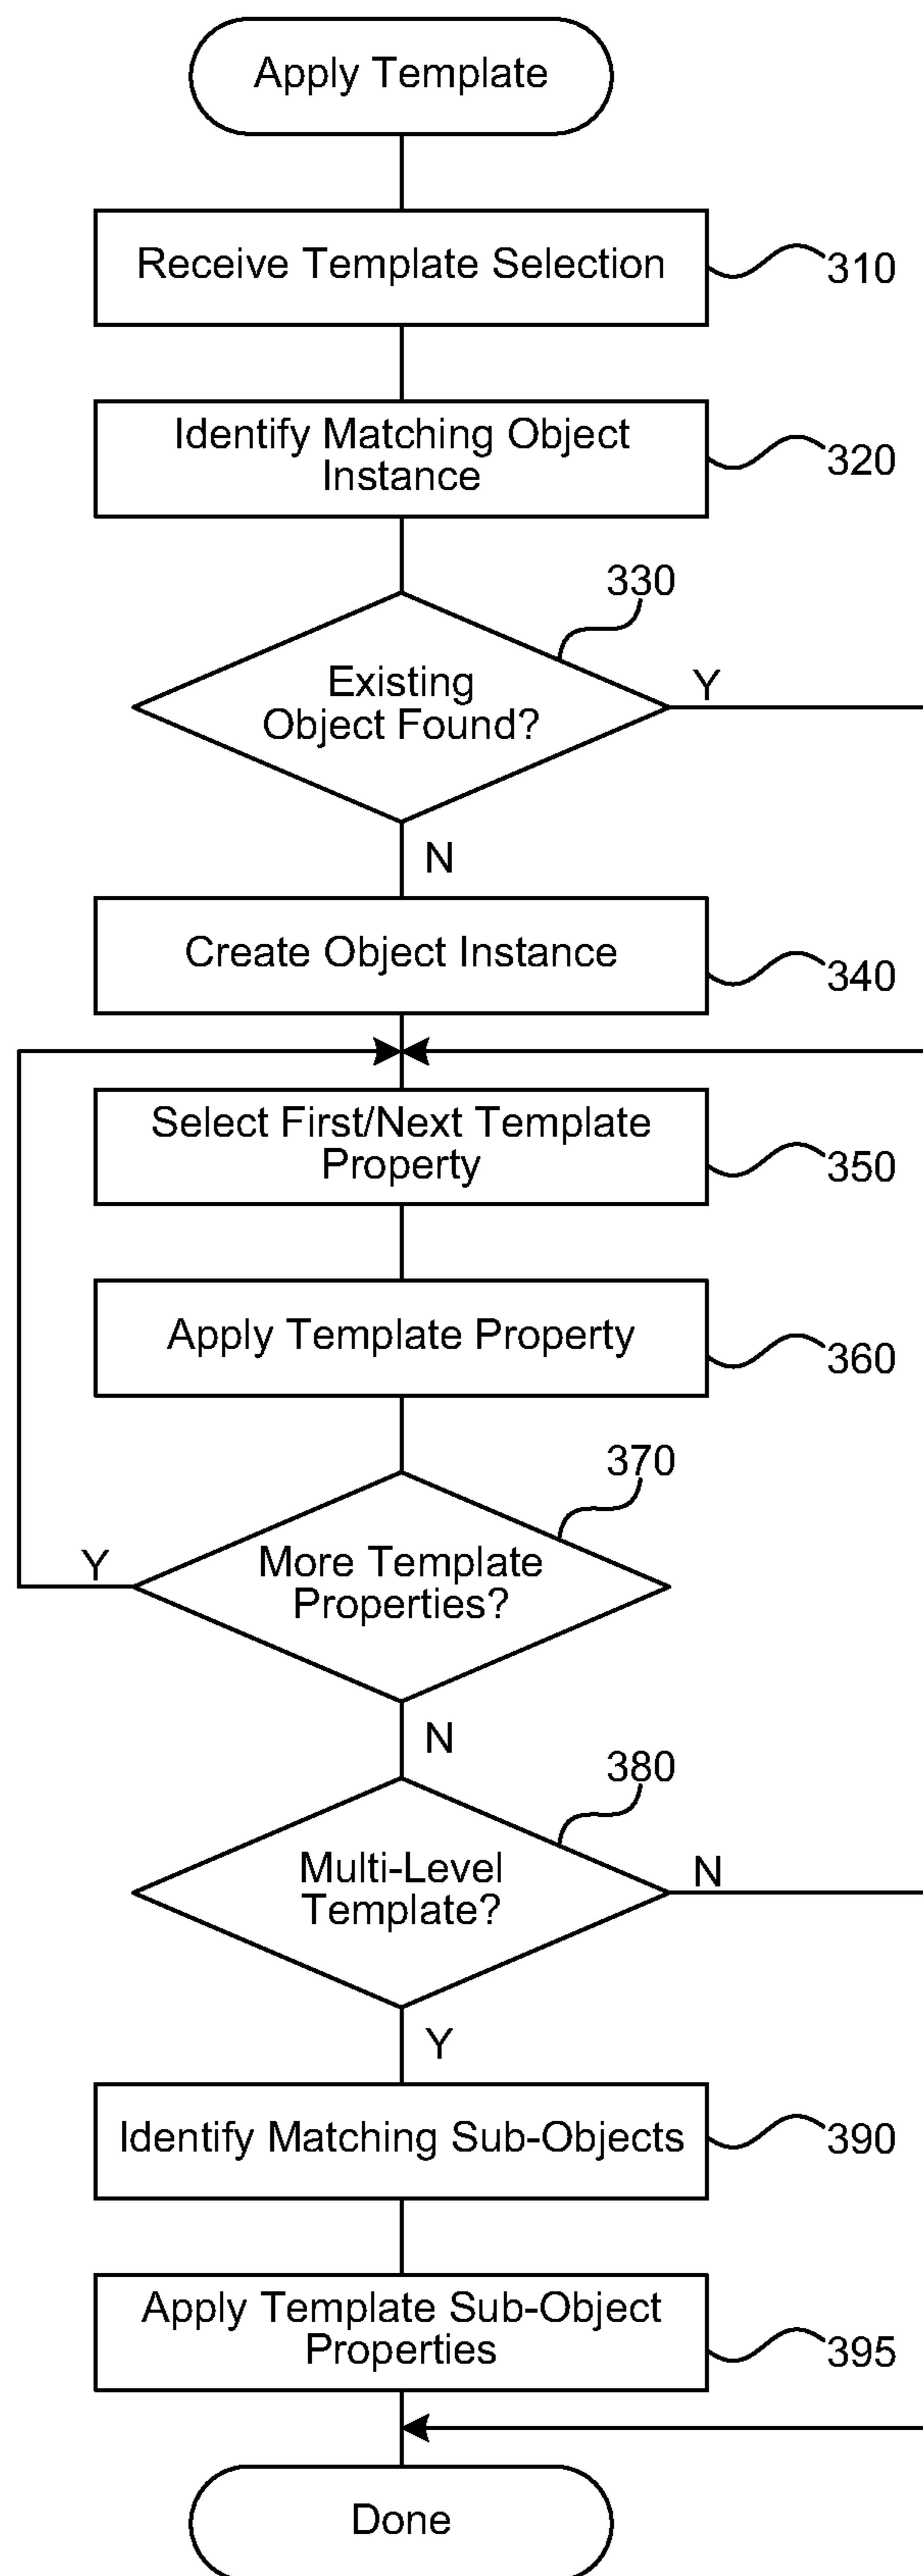 Apply Template
Receive Template Selection
310
Identify Matching Object
Instance
320
330
Existing
Object Found?
Y
N
Create Object Instance
340
Select First/Next Template
Property
350
Apply Template Property
360
370
More Template
Properties?
Y
N
380
Multi-Level
Template?
N
Y
Identify Matching Sub-Objects
390
Apply Template Sub-Object
Properties
395
Done